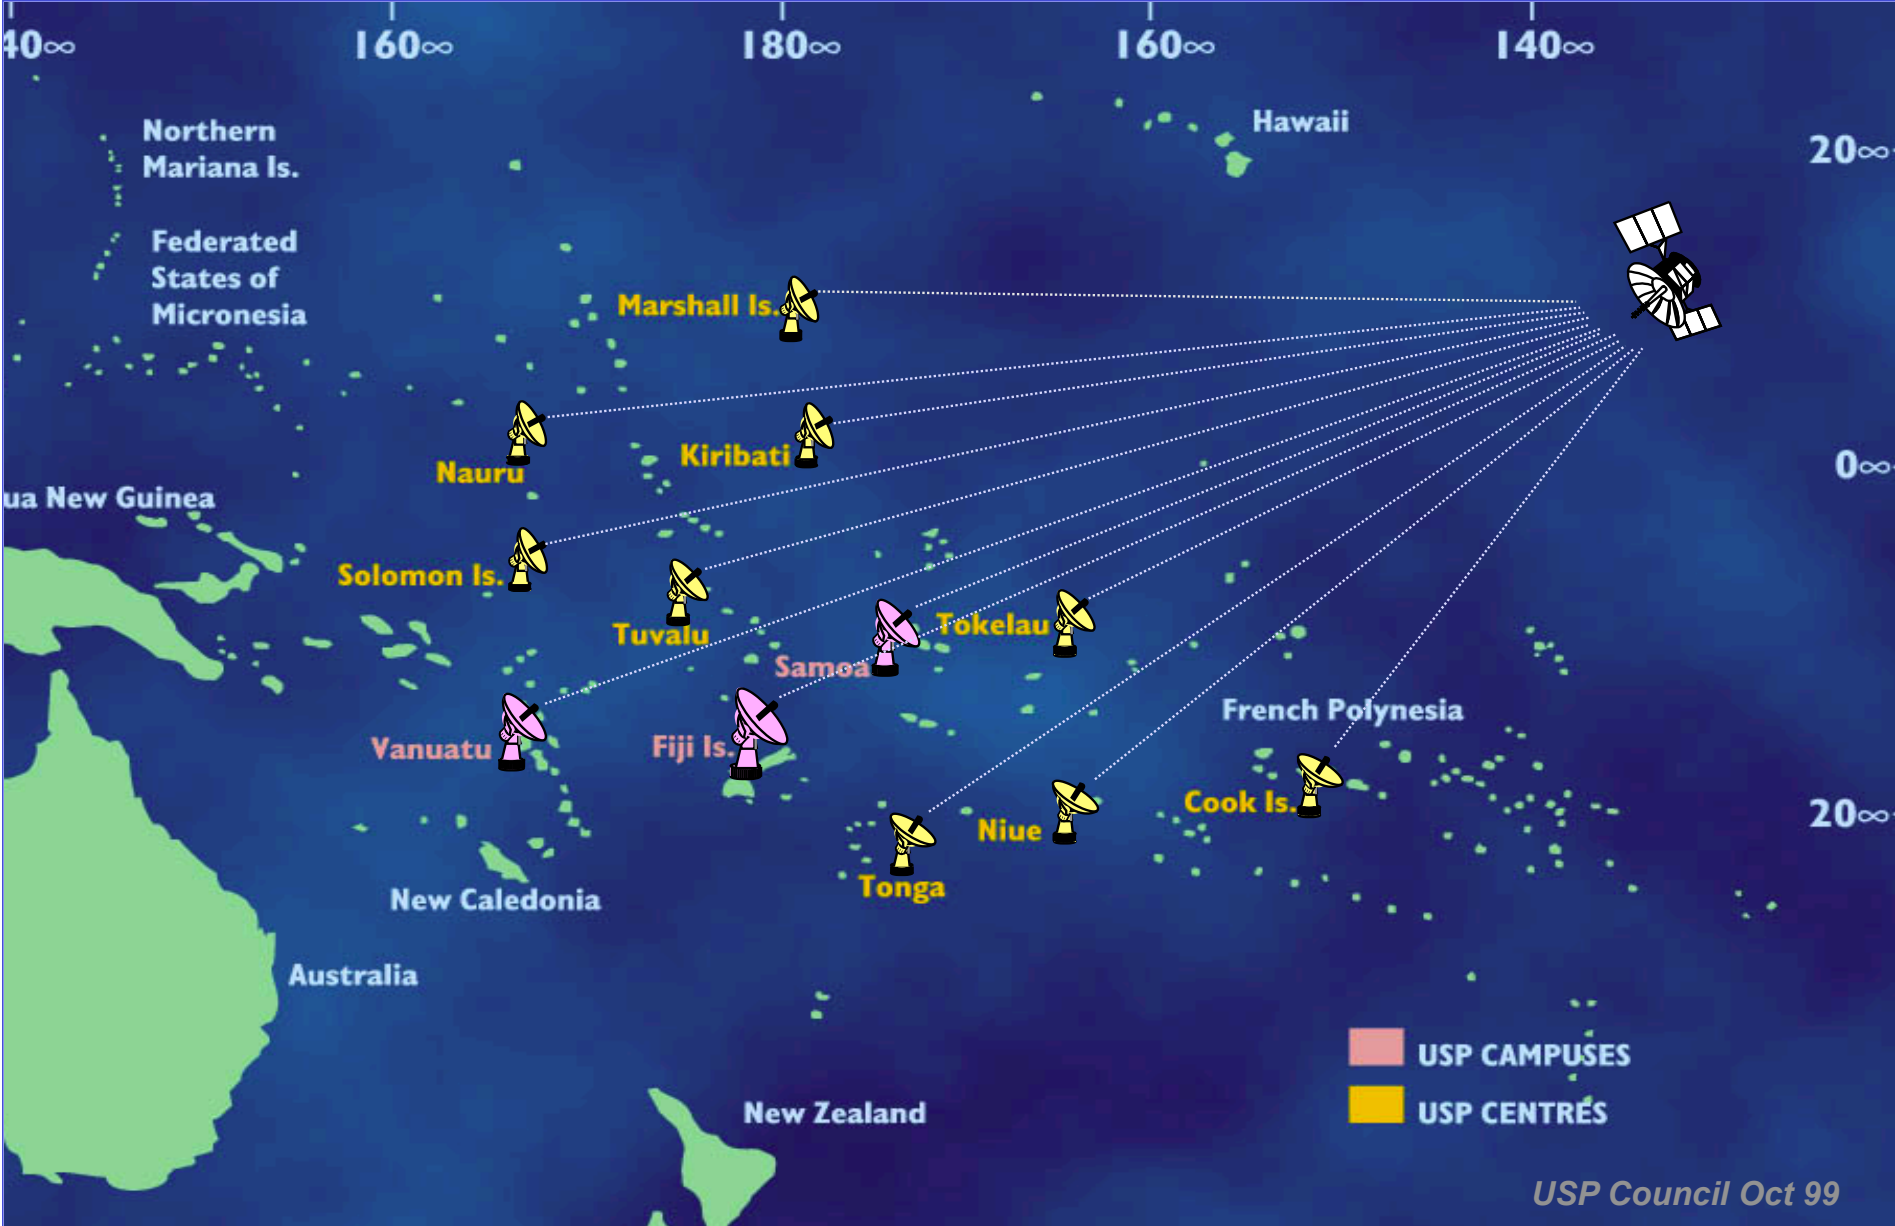 40∞
160∞
180∞
160∞
140∞
Hawaii
20∞
Northern
Mariana Is.
Federated
States of
Micronesia
Marshall Is.
Nauru
Kiribati
0∞
ua New Guinea
Solomon Is.
Tuvalu
Tokelau
Samoa
French Polynesia
Vanuatu
Fiji Is.
Cook Is.
20∞
Niue
Tonga
New Caledonia
Australia
USP CAMPUSES
New Zealand
USP CENTRES
USP Council Oct 99